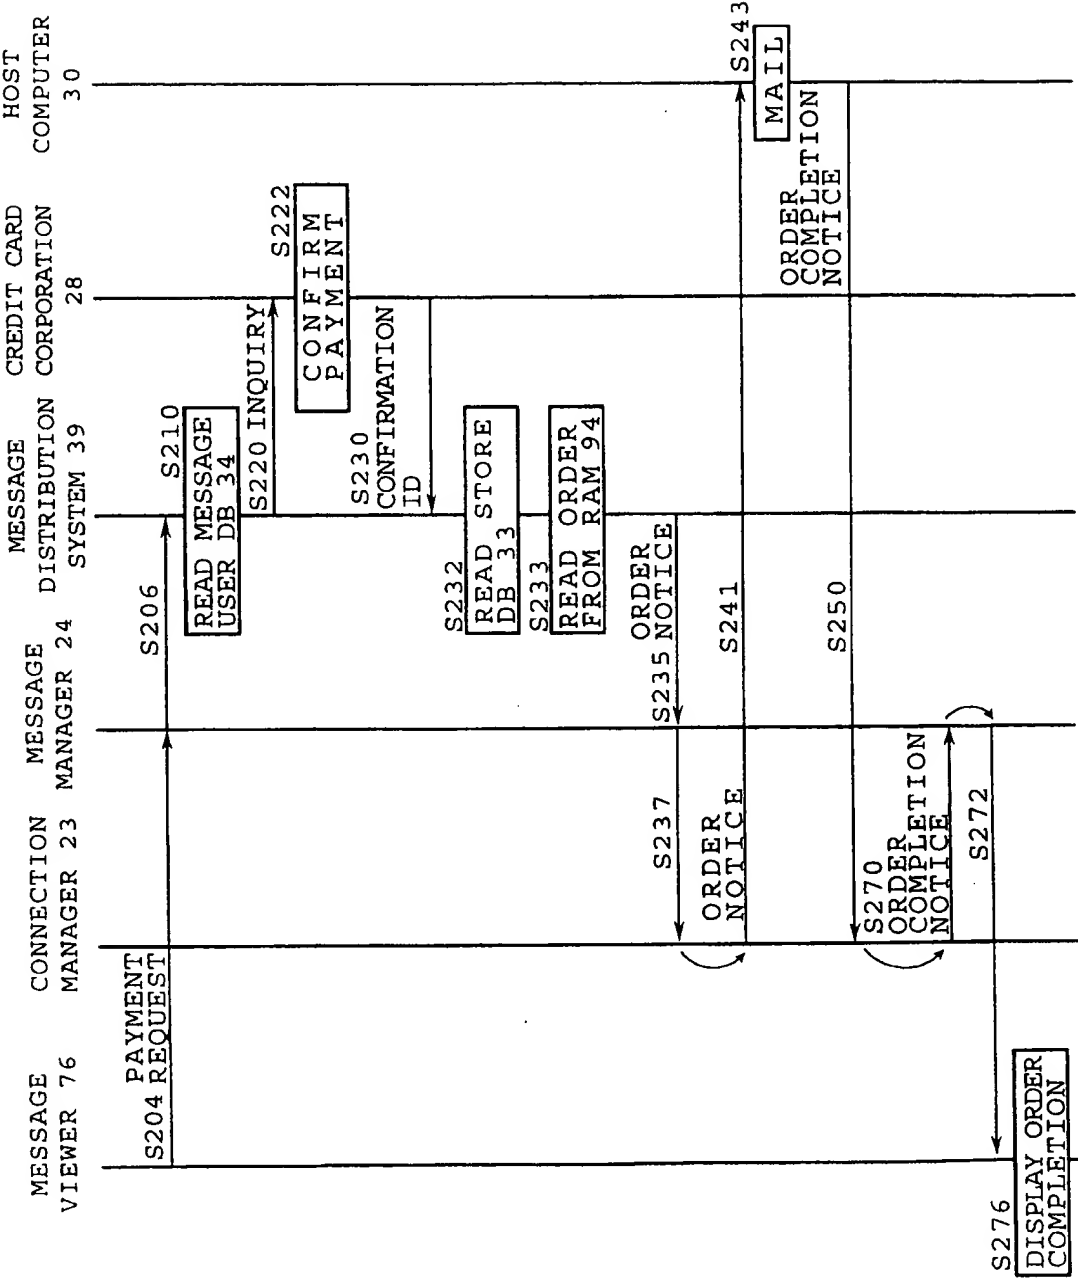 MESSAGE
VIEWER 76
CONNECTION
MANAGER 23
MESSAGE
MANAGER 24
MESSAGE
DISTRIBUTION
SYSTEM 39
CREDIT CARD
CORPORATION
28
HOST
COMPUTER
30
PAYMENT
S204 REQUEST
S206
S210
READ MESSAGE
USER DB 34
S220 INQUIRY
S222
CONFIRM
PAYMENT
S230
CONFIRMATION
ID
S232
READ STORE
DB 33
S233
READ ORDER
FROM RAM 94
ORDER
S235 NOTICE
S237
ORDER
NOTICE
S241
S243
MAIL
ORDER
COMPLETION
NOTICE
S250
S270
ORDER
COMPLETION
NOTICE
S272
S276
DISPLAY ORDER
COMPLETION